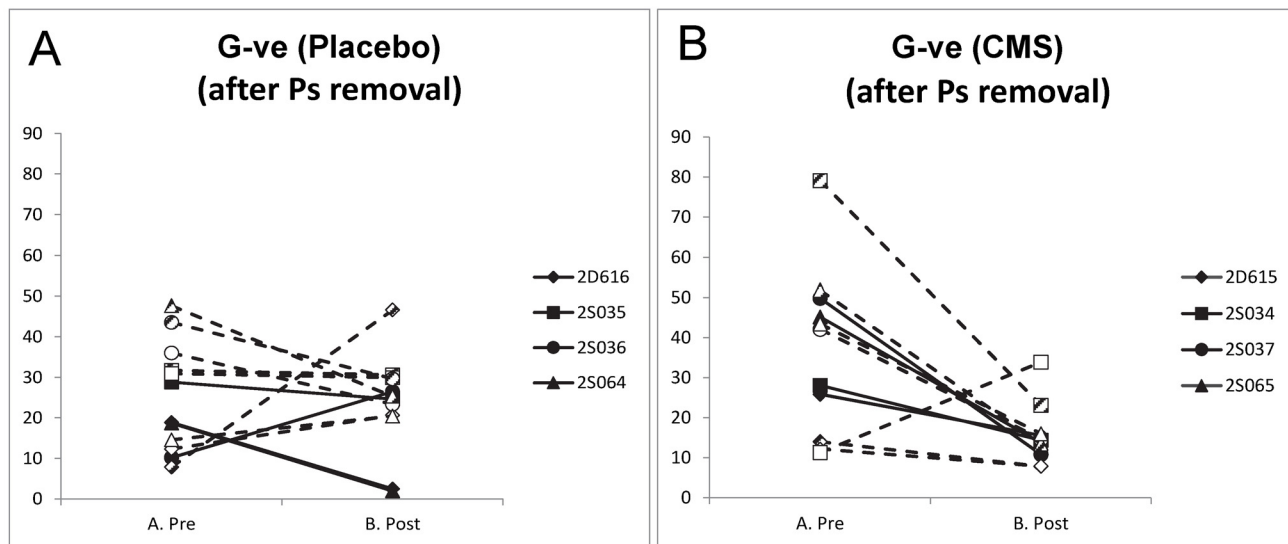 A
G-ve (Placebo)
(after Ps removal)
90
80
70
60
50
40
30
20
10
0
A. Pre
B. Post
2D616
2S035
2S036
2S064
B
G-ve (CMS)
(after Ps removal)
90
80
70
60
50
40
30
20
10
0
A. Pre
B. Post
2D615
2S034
2S037
2S065